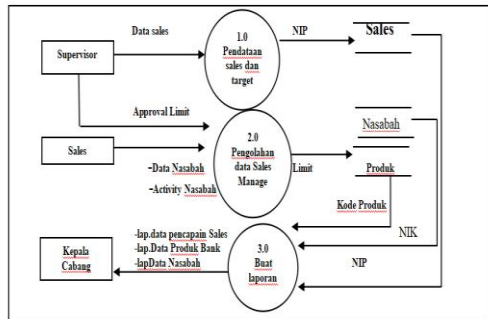 Data sales
NIP
Sales
1.0
Pendataan
sales dan
target
Supervisor
Approval Limit
Nasabah
2.0
Pengolahan
data Sales
Manage
Sales
Limit
-Data Nasabah
-Activity Nasabah
Produk
Kode Produk
NIK
-lap.data pencapain Sales
-lap.Data Produk Bank
-lapData Nasabah
Kepala
Cabang
3.0
Buat
laporan
NIP